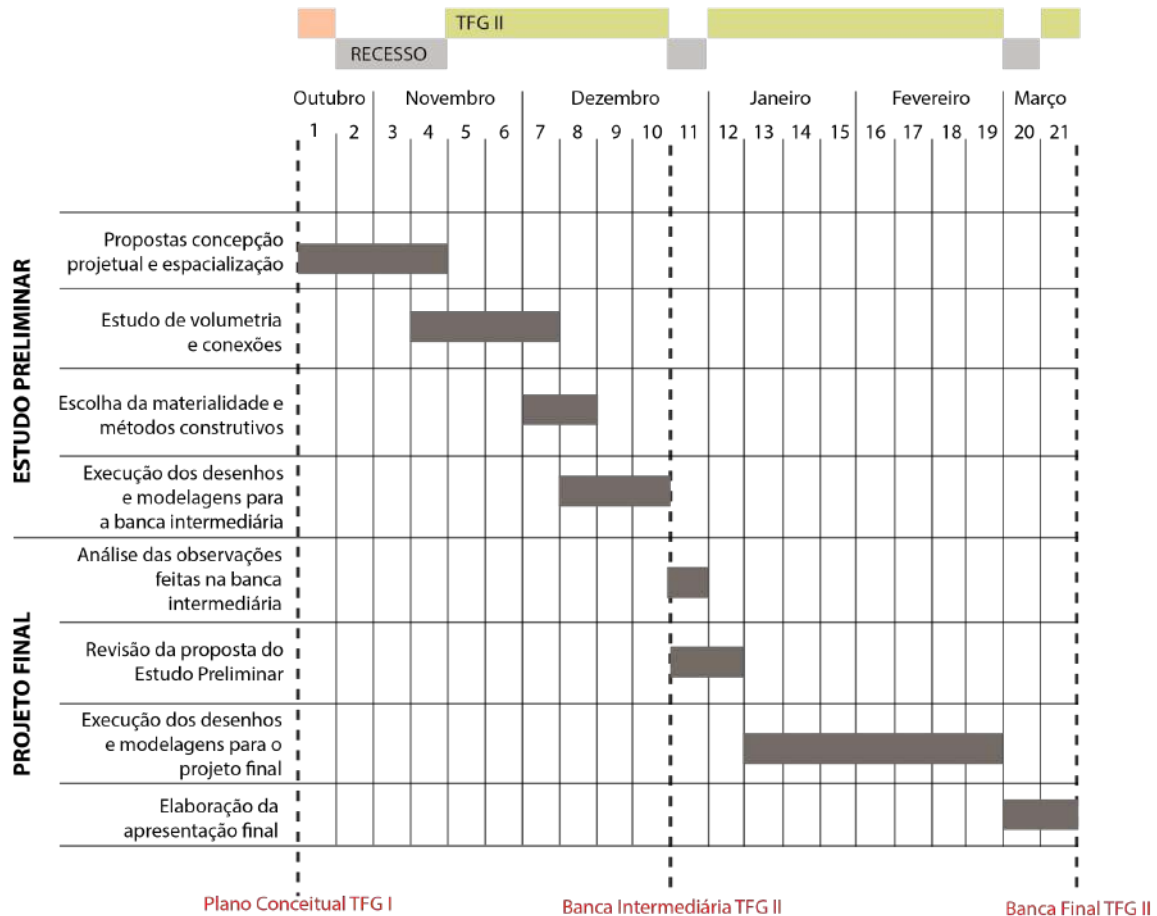 TFG II
RECESSO
Outubro Novembro Dezembro Janeiro Fevereiro Março
1 2 3 4 5 6 7 8 9 10 11 12 13 14 15 16 17 18 19 20 21
ESTUDO PRELIMINAR
Propostas concepção
projetual e espacialização
Estudo de volumetria
e conexões
Escolha da materialidade e
métodos construtivos
Execução dos desenhos
e modelagens para
a banca intermediária
PROJETO FINAL
Análise das observações
feitas na banca
intermediária
Revisão da proposta do
Estudo Preliminar
Execução dos desenhos
e modelagens para o
projeto final
Elaboração da
apresentação final
Plano Conceitual TFG I Banca Intermediária TFG II Banca Final TFG II